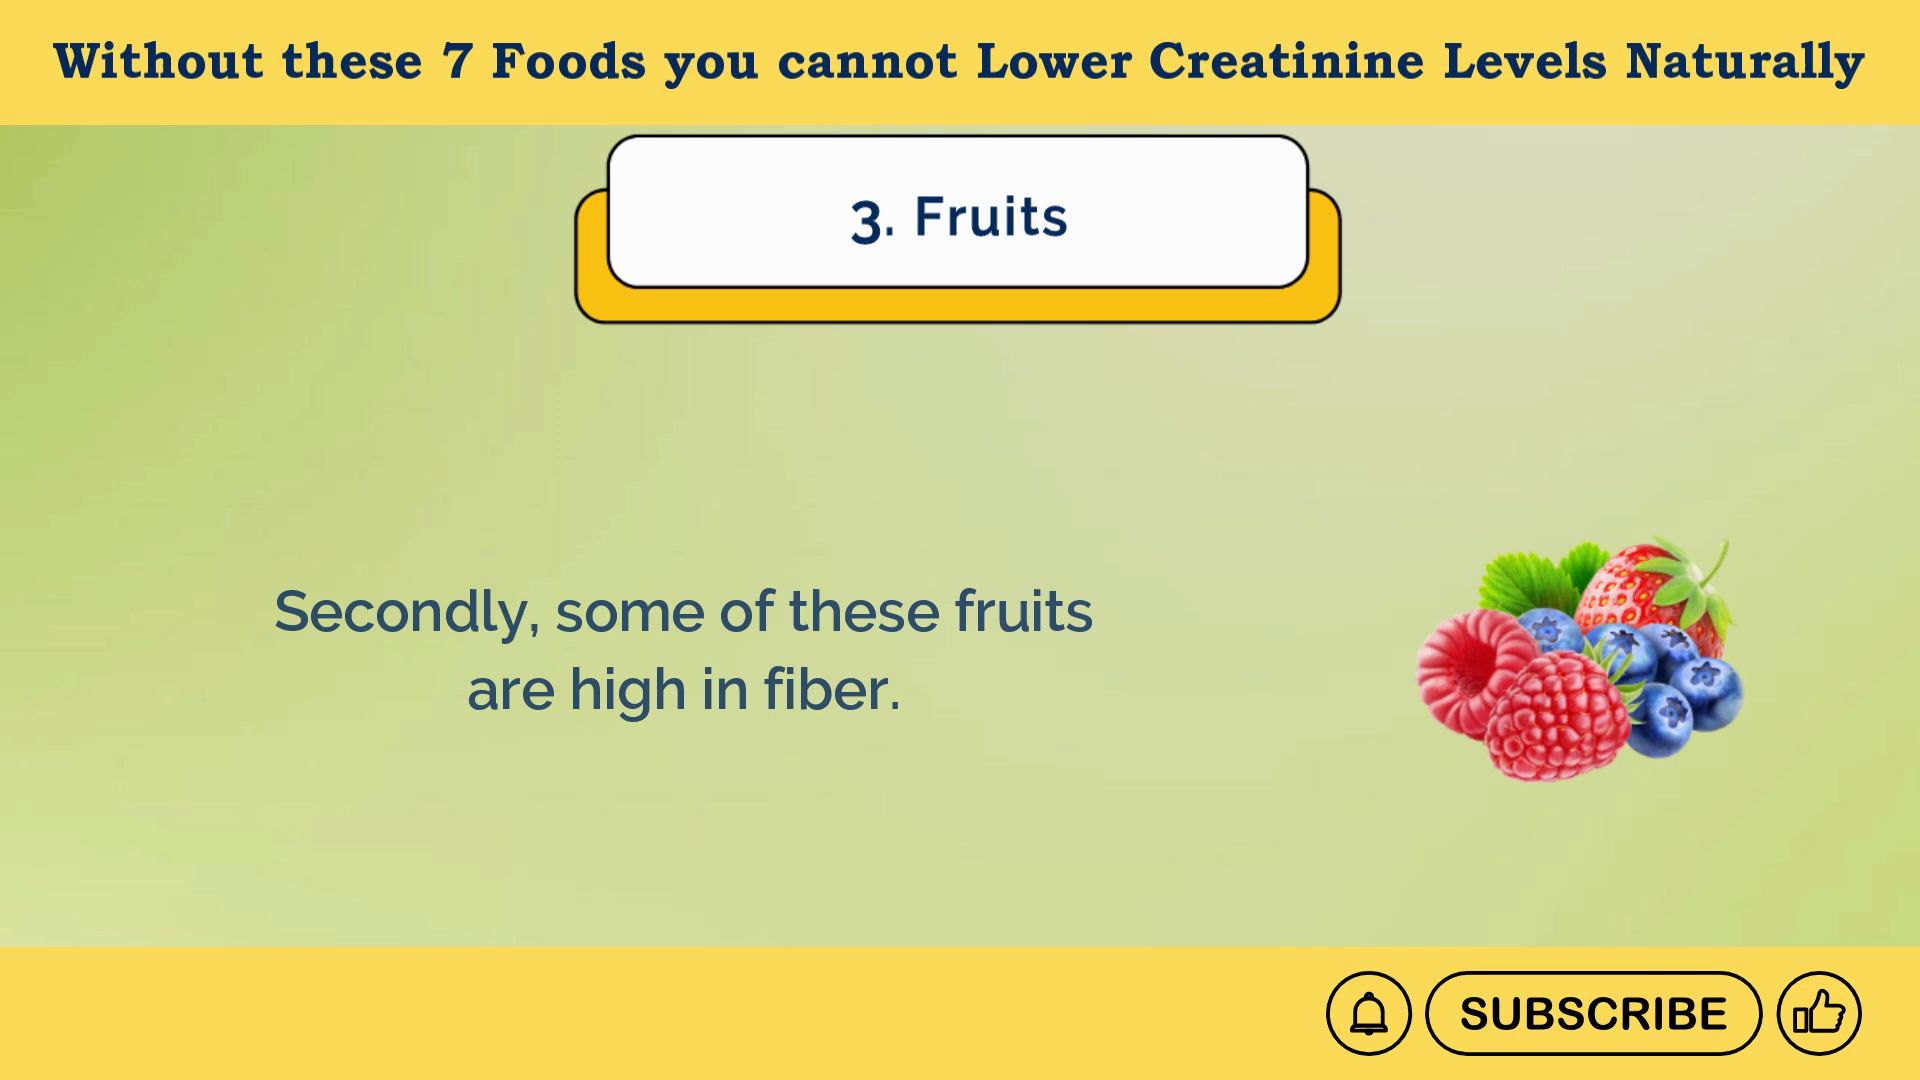 Without these 7 Foods you cannot Lower Creatinine Levels Naturally
3. Fruits
Secondly, some of these fruits
are high in fiber.
SUBSCRIBE